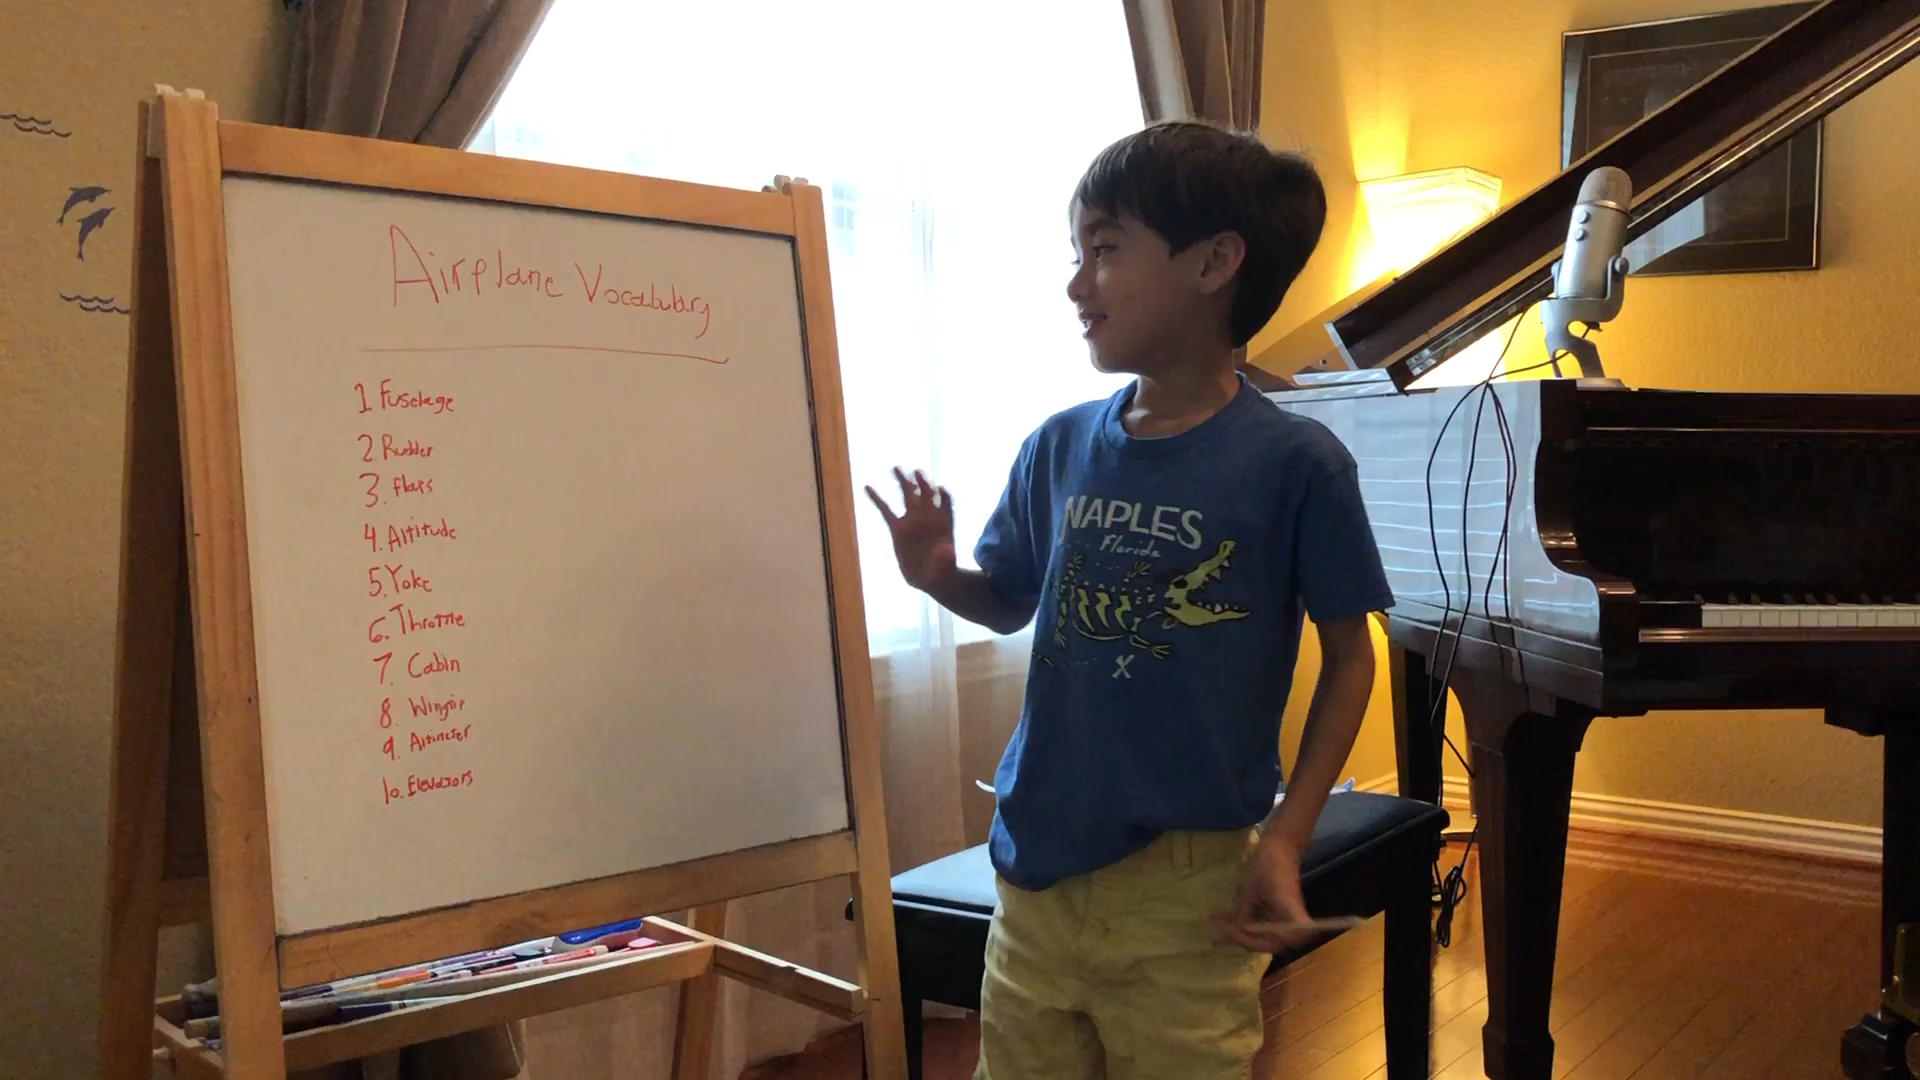 Airplane Vocabulary
1 Fuselage
2 Rudder
3. flaps
4. Altitude
5. Yoke
6. Throttle
7. Cabin
8. Wingtip
9. Altimeter
10. Elevators
NAPLES
Florida
X